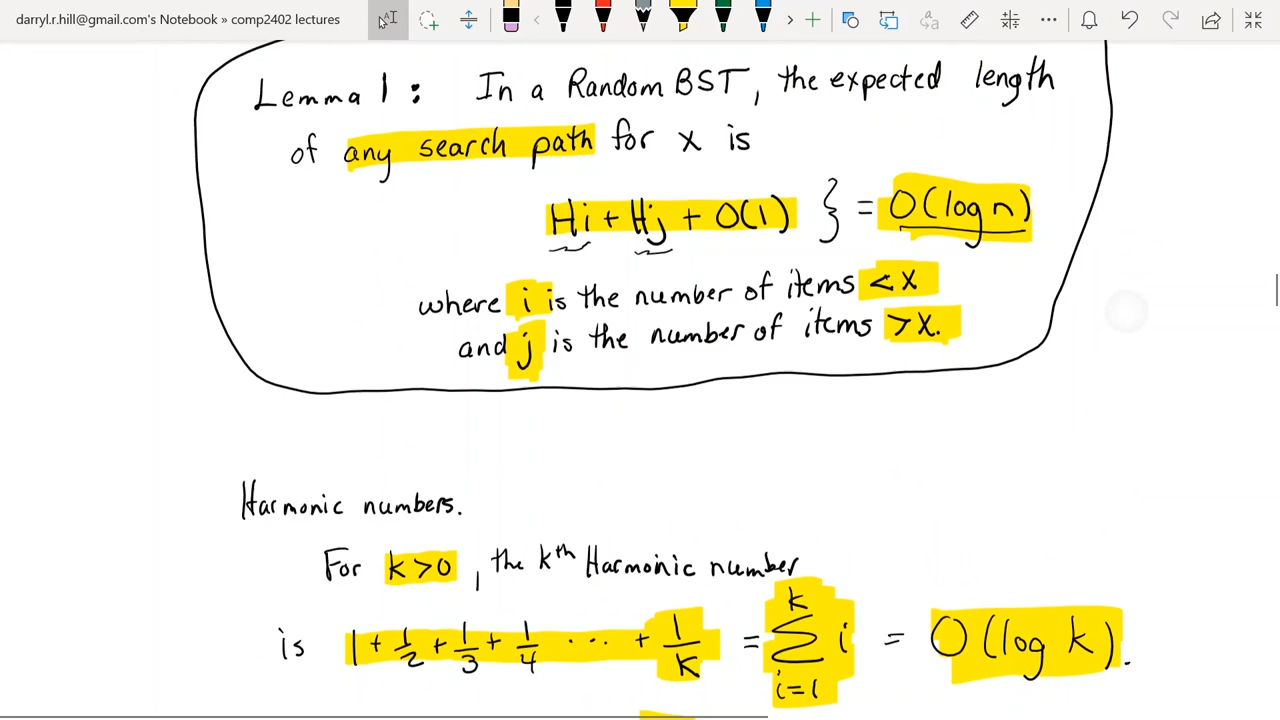 darryl.r.hill@gmail.com's Notebook » comp2402 lectures
Lemma 1 : In a Random BST, the expected length
of any search path for x is
Hi + Hj + O(1) } = O(log n)
where i is the number of items < x
and j is the number of items > x.
Harmonic numbers.
For k>0, the kth Harmonic number
is 1 + 1/2 + 1/3 + 1/4 ... + 1/k = k Σ i=1 i = O(log k).